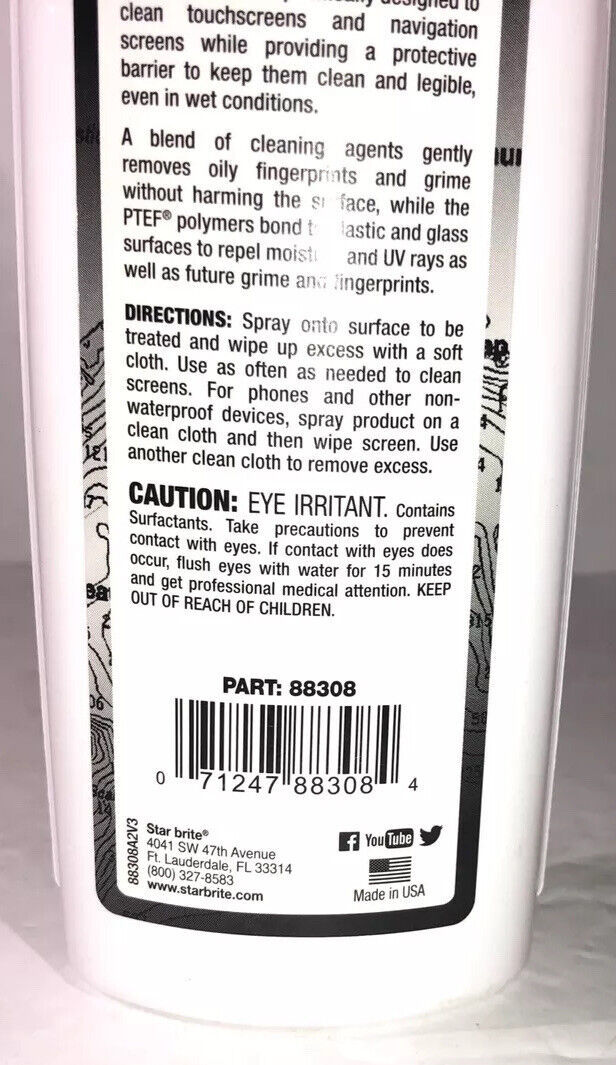 designed to
clean touchscreens and navigation
screens while providing a protective
barrier to keep them clean and legible,
even in wet conditions.
A blend of cleaning agents gently
removes oily fingerprints and grime
without harming the surface, while the
PTEF® polymers bond t lastic and glass
surfaces to repel moist and UV rays as
well as future grime and fingerprints.
DIRECTIONS: Spray onto surface to be
treated and wipe up excess with a soft
cloth. Use as often as needed to clean
screens. For phones and other non-
waterproof devices, spray product on a
clean cloth and then wipe screen. Use
another clean cloth to remove excess.
CAUTION: EYE IRRITANT. Contains
Surfactants. Take precautions to prevent
contact with eyes. If contact with eyes does
occur, flush eyes with water for 15 minutes
and get professional medical attention. KEEP
OUT OF REACH OF CHILDREN.
PART: 88308
0 71247 88308 4
88308A2V3
Star brite®
4041 SW 47th Avenue
Ft. Lauderdale, FL 33314
(800) 327-8583
www.starbrite.com
f YouTube
Made in USA